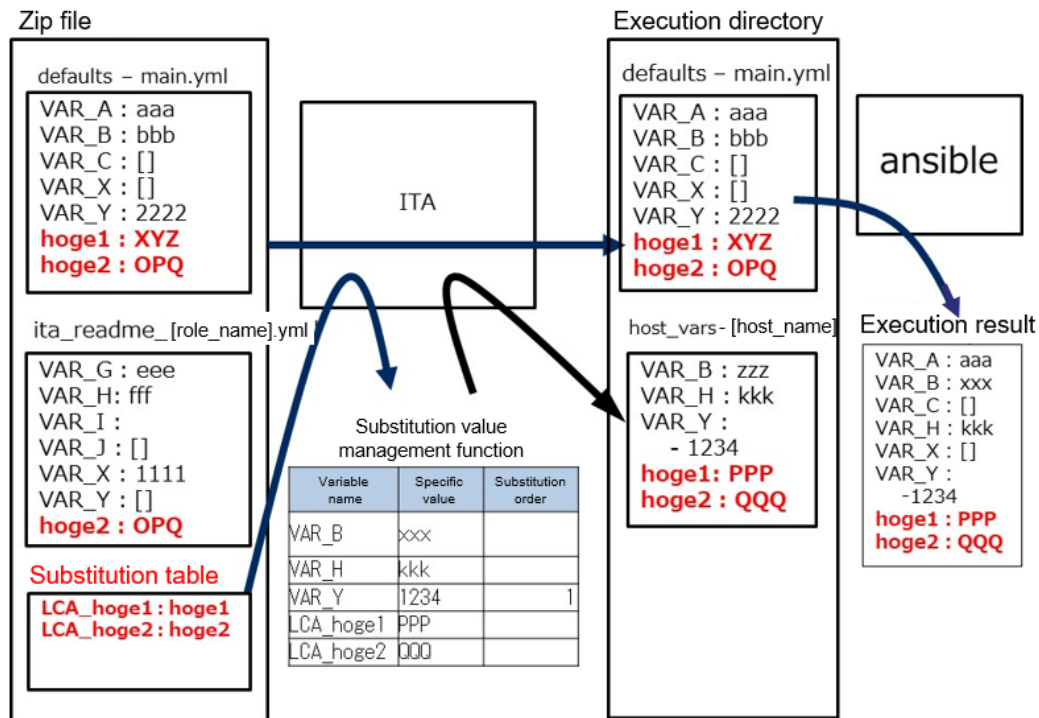 Zip file
defaults – main.yml
VAR_A : aaa
VAR_B : bbb
VAR_C : []
VAR_X : []
VAR_Y : 2222
hoge1 : XYZ
hoge2 : OPQ
ita_readme_[role_name].yml
VAR_G : eee
VAR_H: fff
VAR_I :
VAR_J : []
VAR_X : 1111
VAR_Y : []
hoge2 : OPQ
Substitution table
LCA_hoge1 : hoge1
LCA_hoge2 : hoge2
ITA
Substitution value
management function
Variable name Specific value Substitution order
VAR_B xxx
VAR_H kkk
VAR_Y 1234 1
LCA_hoge1 PPP
LCA_hoge2 QQQ
Execution directory
defaults – main.yml
VAR_A : aaa
VAR_B : bbb
VAR_C : []
VAR_X : []
VAR_Y : 2222
hoge1 : XYZ
hoge2 : OPQ
host_vars- [host_name]
VAR_B : zzz
VAR_H : kkk
VAR_Y :
- 1234
hoge1: PPP
hoge2 : QQQ
ansible
Execution result
VAR_A : aaa
VAR_B : xxx
VAR_C : []
VAR_H : kkk
VAR_X : []
VAR_Y :
-1234
hoge1 : PPP
hoge2 : QQQ